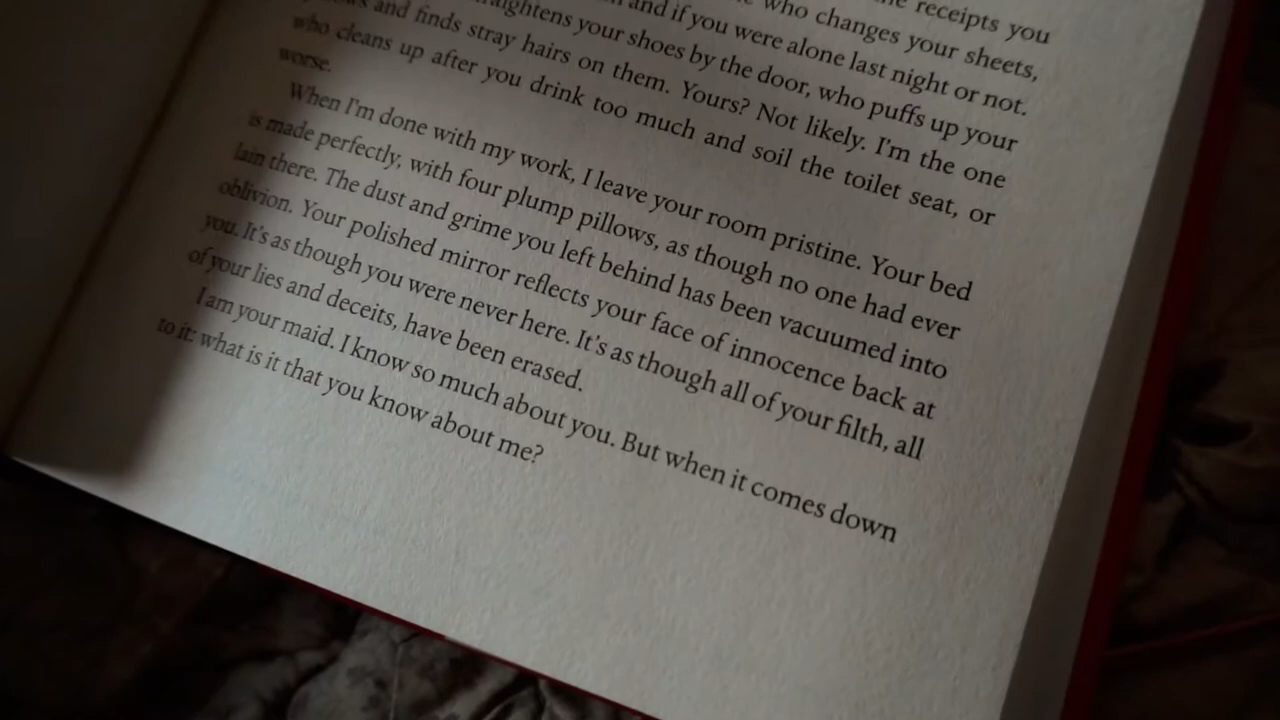 receipts you
who changes your sheets,
and if you were alone last night or not.
your shoes by the door, who puffs up your
and finds stray hairs on them. Yours? Not likely. I'm the one
who cleans up after you drink too much and soil the toilet seat, or
worse.
When I'm done with my work, I leave your room pristine. Your bed
is made perfectly, with four plump pillows, as though no one had ever
lain there. The dust and grime you left behind has been vacuumed into
oblivion. Your polished mirror reflects your face of innocence back at
you. It's as though you were never here. It's as though all of your filth, all
of your lies and deceits, have been erased.
I am your maid. I know so much about you. But when it comes down
to it: what is it that you know about me?